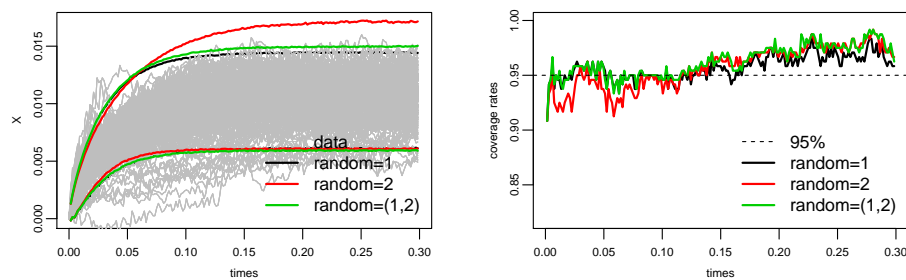 X
0.000
0.005
0.010
0.015
0.00
0.05
0.10
0.15
0.20
0.25
0.30
times
data
random=1
random=2
random=(1,2)
coverage rates
0.85
0.90
0.95
1.00
0.00
0.05
0.10
0.15
0.20
0.25
0.30
times
95%
random=1
random=2
random=(1,2)